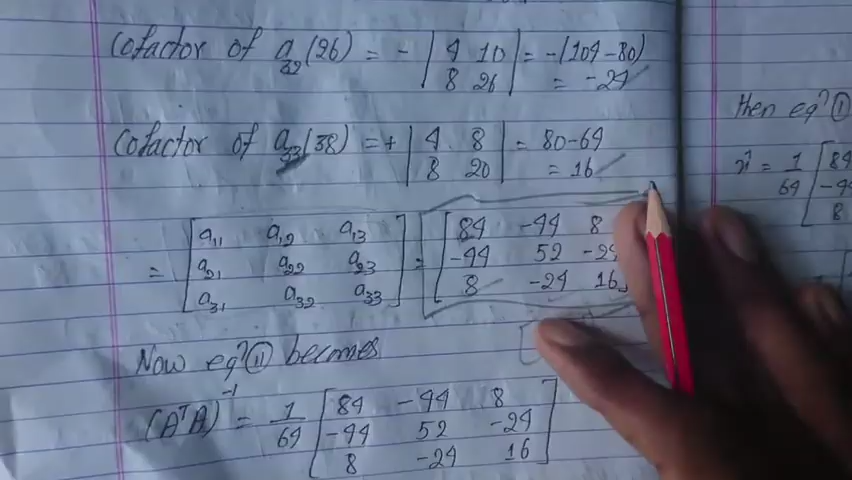 Cofactor of a₃₂(26) = - | 4 10 | = -(104-80)
| 8 26 | = -24
Cofactor of a₃₃(38) = + | 4 8 | = 80-64
| 8 20 | = 16
= [ a₁₁ a₁₂ a₁₃ ] = [ 84 -44 8 ]
[ a₂₁ a₂₂ a₂₃ ] [ -44 52 -24 ]
[ a₃₁ a₃₂ a₃₃ ] [ 8 -24 16 ]
Now eqⁿ (11) becomes
(AᵀA)⁻¹ = 1/64 [ 84 -44 8 ]
[ -44 52 -24 ]
[ 8 -24 16 ]
then eqⁿ (1)
x̂ = 1/64 [ 84
-44
8